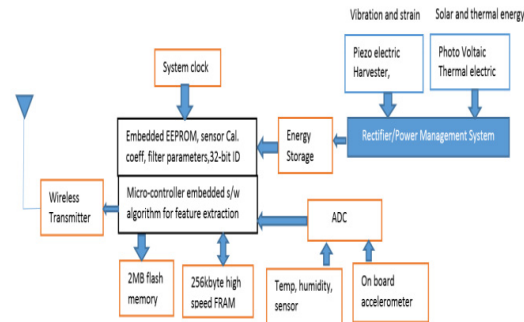 Vibration and strain
Solar and thermal energy
System clock
Piezo electric
Harvester,
Photo Voltaic
Thermal electric
Embedded EEPROM, sensor Cal.
coeff, filter parameters,32-bit ID
Energy
Storage
Rectifier/Power Management System
Wireless
Transmitter
Micro-controller embedded s/w
algorithm for feature extraction
ADC
2MB flash
memory
256kbyte high
speed FRAM
Temp, humidity,
sensor
On board
accelerometer